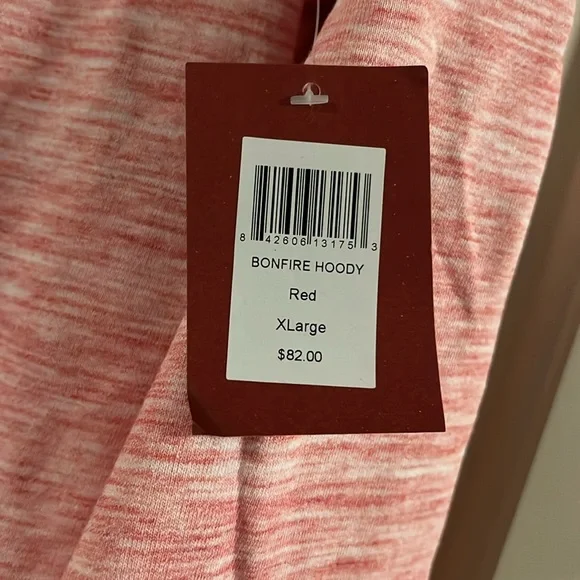 8 42606 13175 3
BONFIRE HOODY
Red
XLarge
$82.00